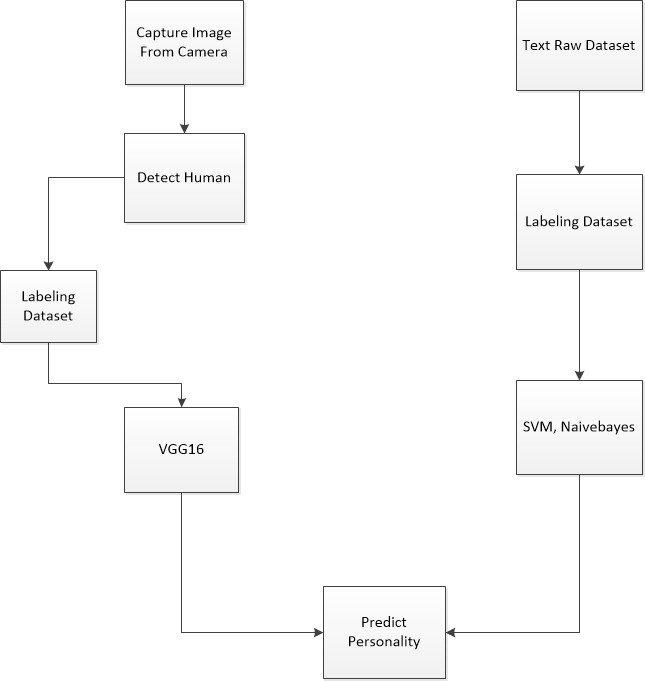 Capture Image
From Camera
Detect Human
Labeling
Dataset
VGG16
Text Raw Dataset
Labeling Dataset
SVM, Naivebayes
Predict
Personality